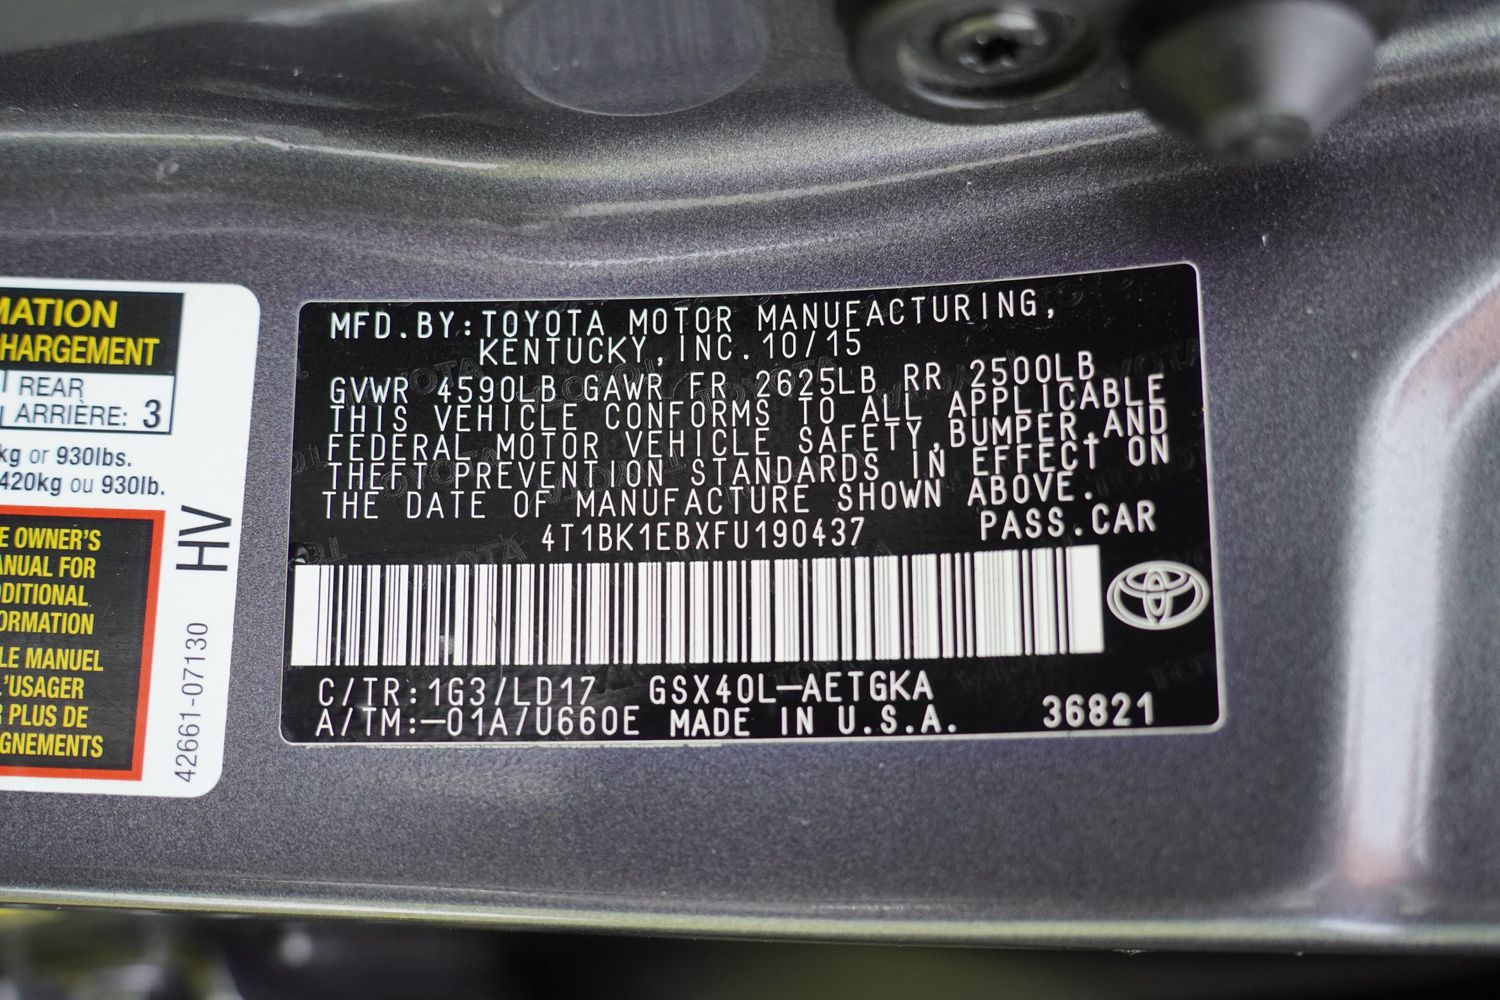 MATION
HARGEMENT
REAR
ARRIÈRE: 3
kg or 930lbs.
420kg ou 930lb.
E OWNER'S
ANUAL FOR
DDITIONAL
ORMATION
LE MANUEL
L'USAGER
R PLUS DE
GNEMENTS
HV
42661-07130
MFD.BY:TOYOTA MOTOR MANUFACTURING,
KENTUCKY,INC.10/15
GVWR 4590LB GAWR FR 2625LB RR 2500LB
THIS VEHICLE CONFORMS TO ALL APPLICABLE
FEDERAL MOTOR VEHICLE SAFETY,BUMPER,AND
THEFT PREVENTION STANDARDS IN EFFECT ON
THE DATE OF MANUFACTURE SHOWN ABOVE.
4T1BK1EBXFU190437 PASS.CAR
C/TR:1G3/LD17 GSX40L-AETGKA
A/TM:-01A/U660E MADE IN U.S.A. 36821